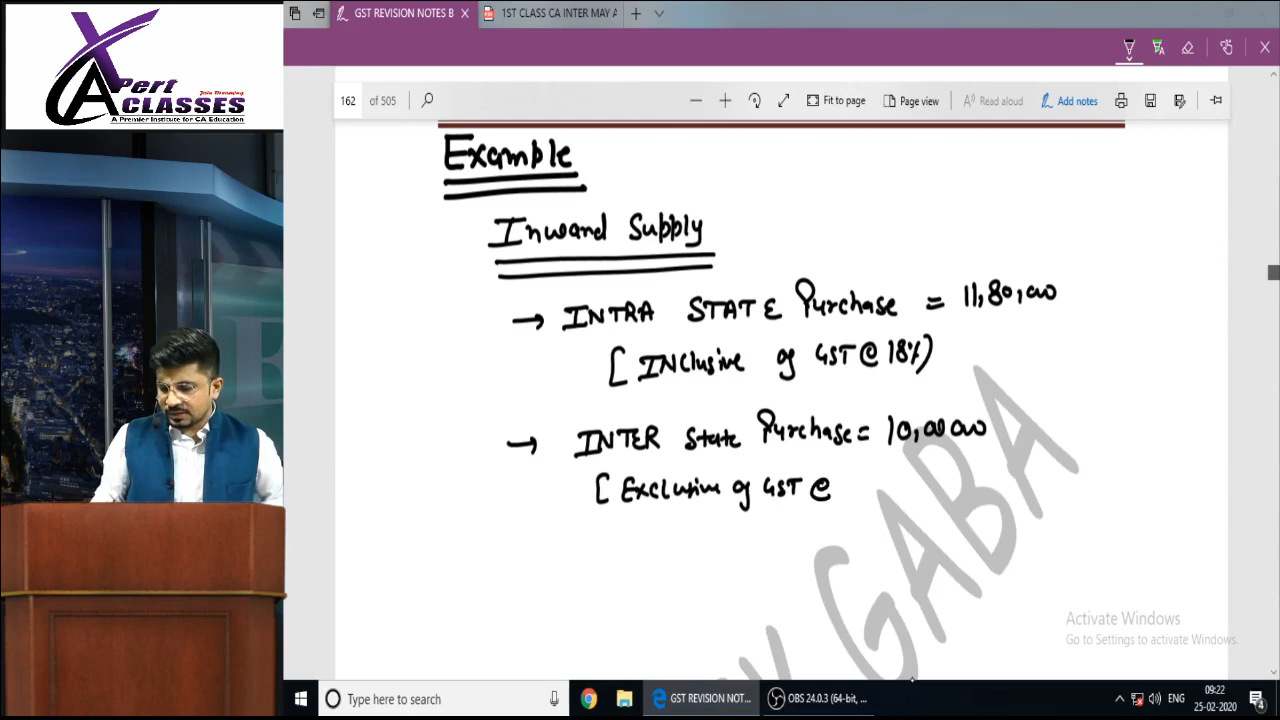 GST REVISION NOTES B
1ST CLASS CA INTER MAY A
XPert
Join Dreaming
CA CLASSES
A Premier Institute for CA Education
162 of 505
Fit to page
Page view
Read aloud
Add notes
Example
Inward Supply
→ INTRA STATE Purchase = 11,80,000
[INClusive of GST @ 18%)
→ INTER State Purchase = 10,00,000
[Exclusive of GST @
GABA
Activate Windows
Go to Settings to activate Windows.
Type here to search
GST REVISION NOT...
OBS 24.0.3 (64-bit, ...
ENG
09:22
25-02-2020
4